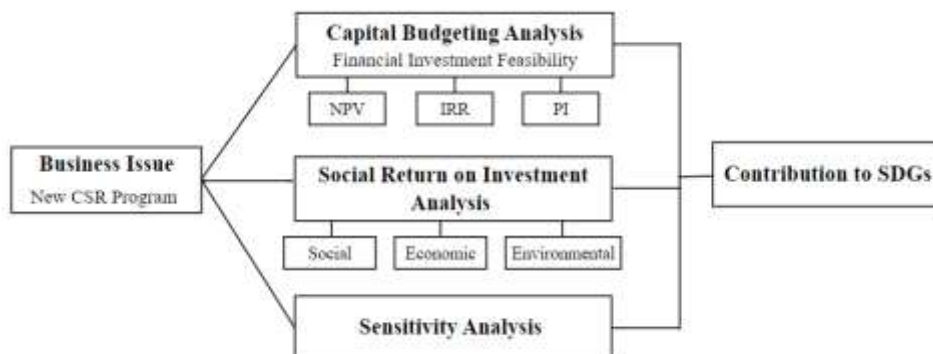 Capital Budgeting Analysis
Financial Investment Feasibility
NPV
IRR
PI
Business Issue
New CSR Program
Social Return on Investment
Analysis
Social
Economic
Environmental
Contribution to SDGs
Sensitivity Analysis